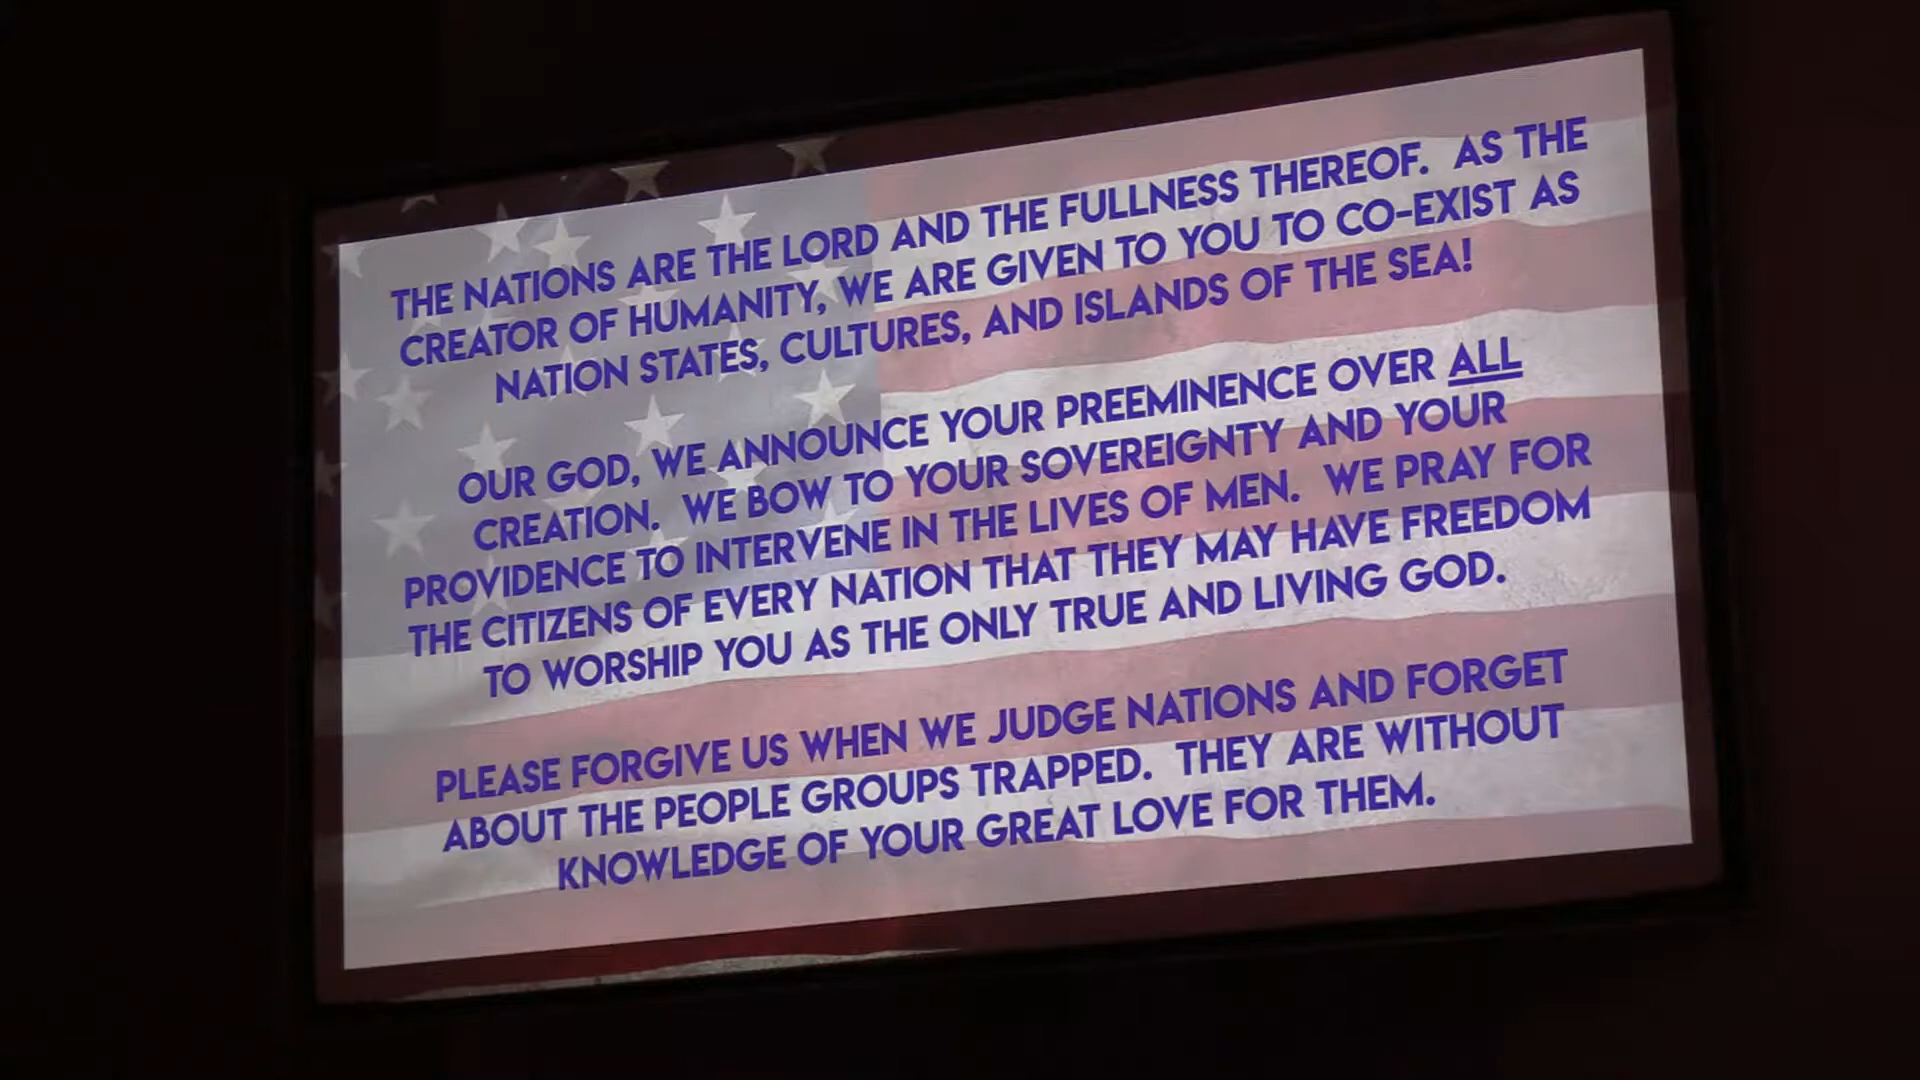 THE NATIONS ARE THE LORD AND THE FULLNESS THEREOF. AS THE
CREATOR OF HUMANITY, WE ARE GIVEN TO YOU TO CO-EXIST AS
NATION STATES, CULTURES, AND ISLANDS OF THE SEA!
OUR GOD, WE ANNOUNCE YOUR PREEMINENCE OVER ALL
CREATION. WE BOW TO YOUR SOVEREIGNTY AND YOUR
PROVIDENCE TO INTERVENE IN THE LIVES OF MEN. WE PRAY FOR
THE CITIZENS OF EVERY NATION THAT THEY MAY HAVE FREEDOM
TO WORSHIP YOU AS THE ONLY TRUE AND LIVING GOD.
PLEASE FORGIVE US WHEN WE JUDGE NATIONS AND FORGET
ABOUT THE PEOPLE GROUPS TRAPPED. THEY ARE WITHOUT
KNOWLEDGE OF YOUR GREAT LOVE FOR THEM.